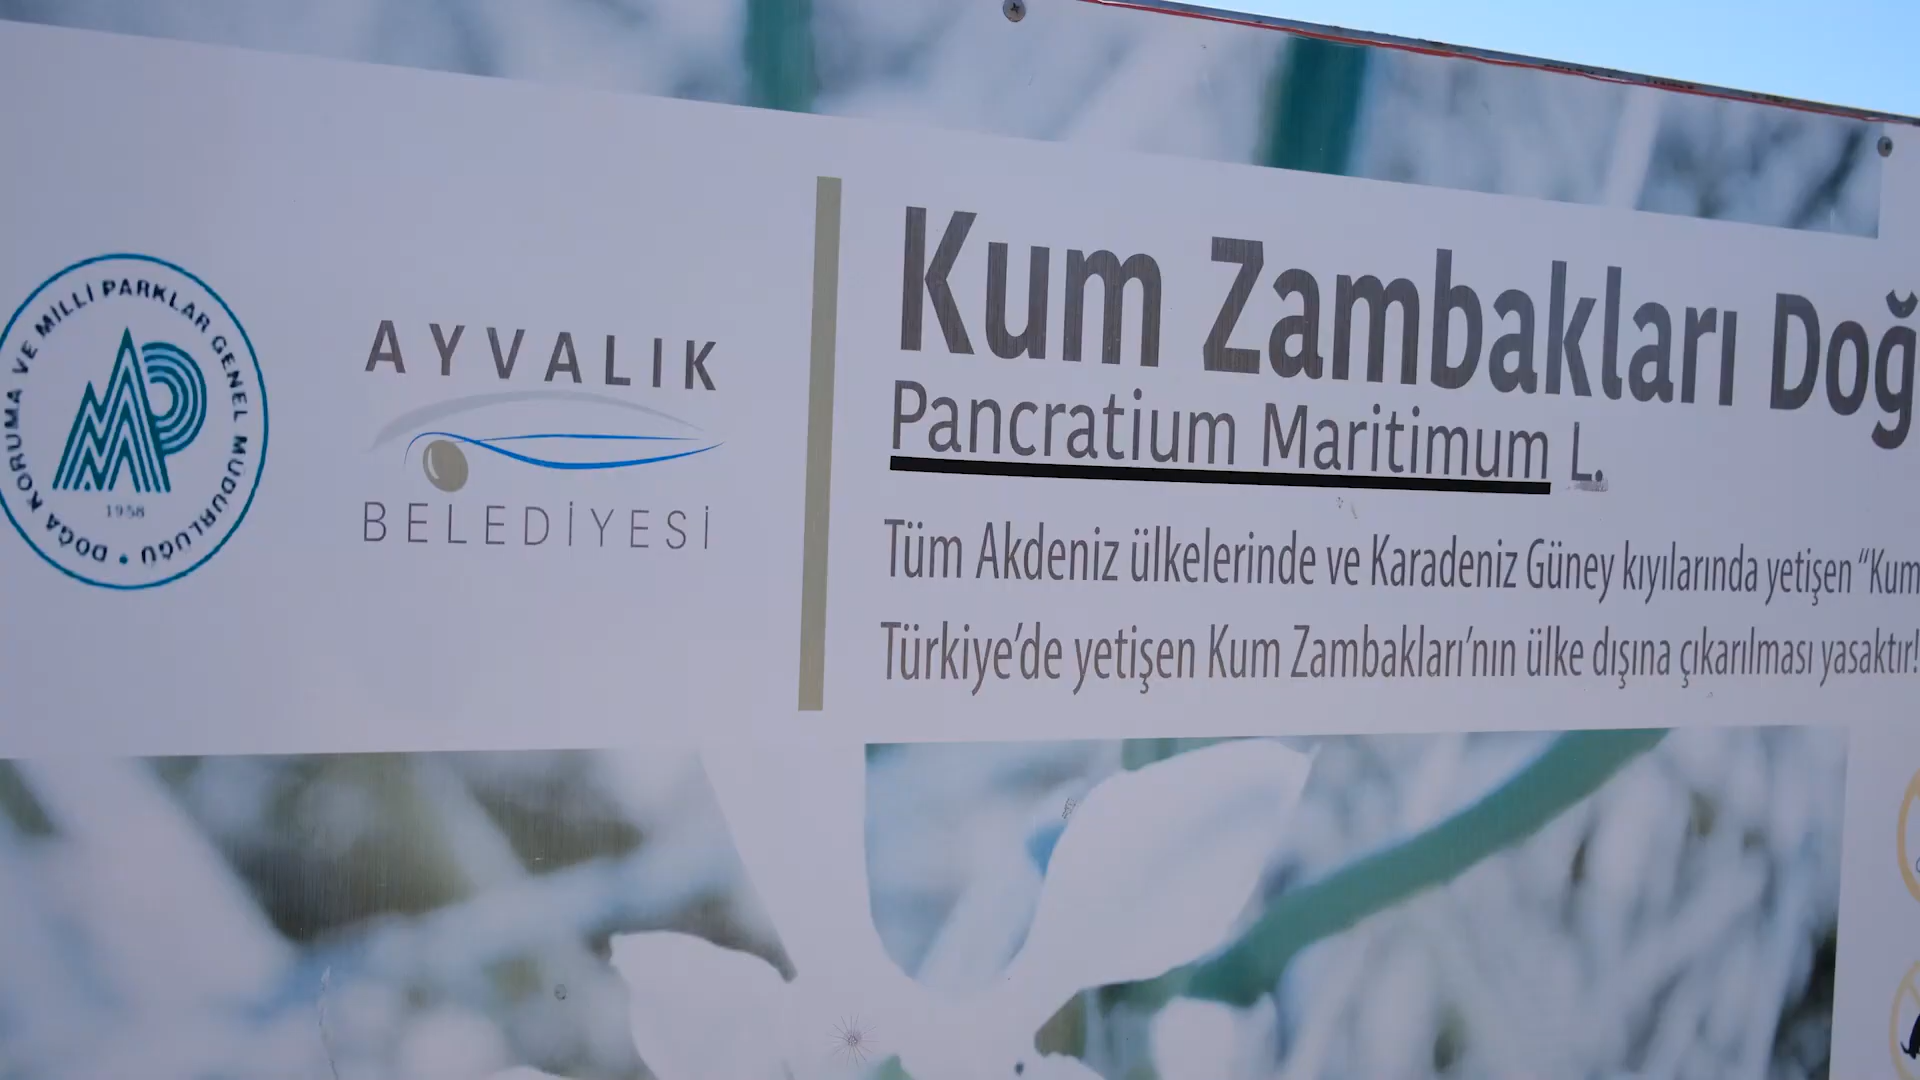 DOĞA KORUMA VE MİLLİ PARKLAR GENEL MÜDÜRLÜĞÜ
1958
AYVALIK
BELEDİYESİ
Kum Zambakları Doğ
Pancratium Maritimum L.
Tüm Akdeniz ülkelerinde ve Karadeniz Güney kıyılarında yetişen “Kum
Türkiye’de yetişen Kum Zambakları’nın ülke dışına çıkarılması yasaktır!